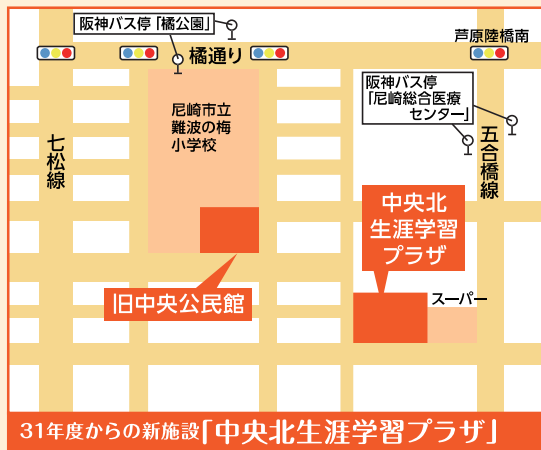 阪神バス停「橘公園」
芦原陸橋南
橘通り
阪神バス停
「尼崎総合医療
センター」
尼崎市立
難波の梅
小学校
七松線
五合橋線
中央北
生涯学習
プラザ
旧中央公民館
スーパー
31年度からの新施設「中央北生涯学習プラザ」